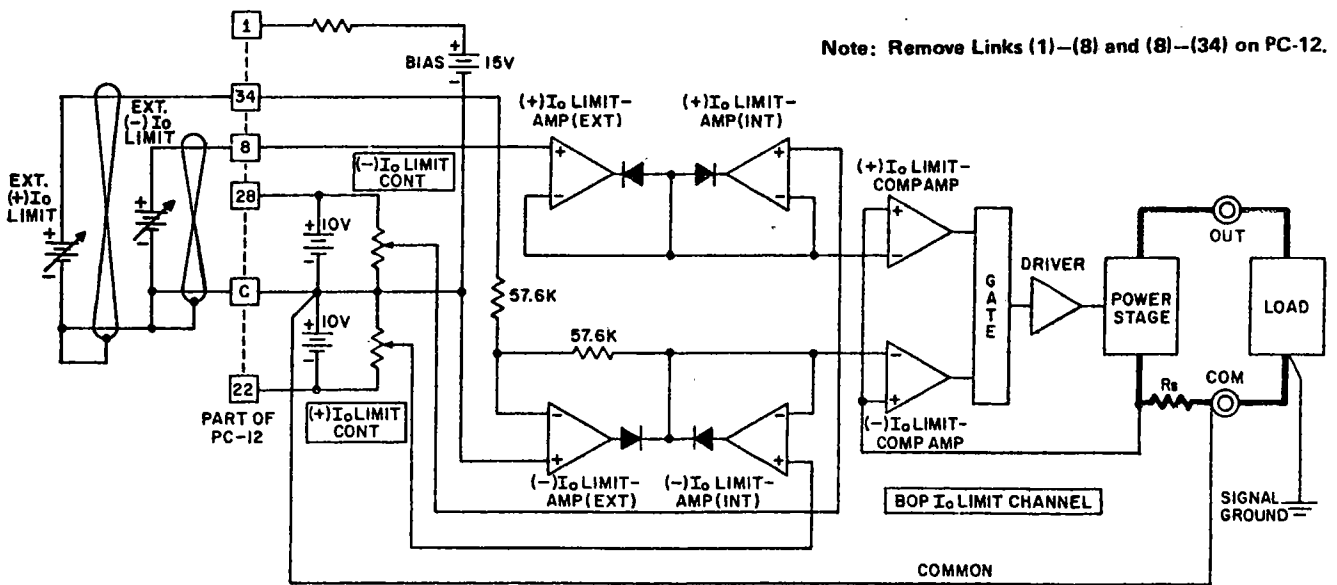 Note: Remove Links (1)–(8) and (8)–(34) on PC-12.
1
BIAS
+
15V
-
34
EXT.
(-)Io
LIMIT
8
EXT.
(+)Io
LIMIT
+
-
+
-
28
(-)Io LIMIT
CONT
+
10V
-
C
+
10V
-
22
PART OF
PC-12
(+)Io LIMIT
CONT
(+)Io LIMIT-
AMP(EXT)
(+)Io LIMIT-
AMP(INT)
+
-
+
-
57.6K
57.6K
-
+
-
+
(-)Io LIMIT-
AMP(EXT)
(-)Io LIMIT-
AMP(INT)
(+)Io LIMIT-
COMP AMP
+
-
-
+
(-)Io LIMIT-
COMP AMP
GATE
DRIVER
POWER
STAGE
OUT
LOAD
Rs
COM
BOP Io LIMIT CHANNEL
SIGNAL
GROUND
COMMON